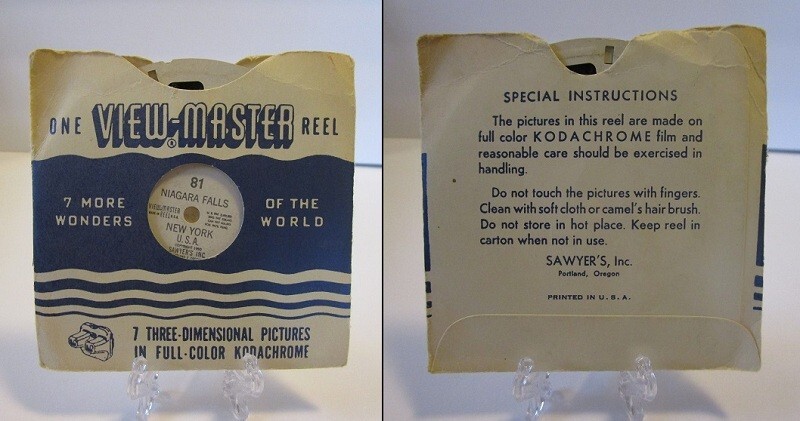 ONE VIEW-MASTER REEL
®
7 MORE
WONDERS
81
NIAGARA FALLS
VIEW-MASTER
REEL
NEW YORK
U.S.A.
SAWYER'S INC
OF THE
WORLD
7 THREE-DIMENSIONAL PICTURES
IN FULL-COLOR KODACHROME
SPECIAL INSTRUCTIONS
The pictures in this reel are made on
full color KODACHROME film and
reasonable care should be exercised in
handling.
Do not touch the pictures with fingers.
Clean with soft cloth or camel's hair brush.
Do not store in hot place. Keep reel in
carton when not in use.
SAWYER'S, Inc.
Portland, Oregon
PRINTED IN U. S. A.